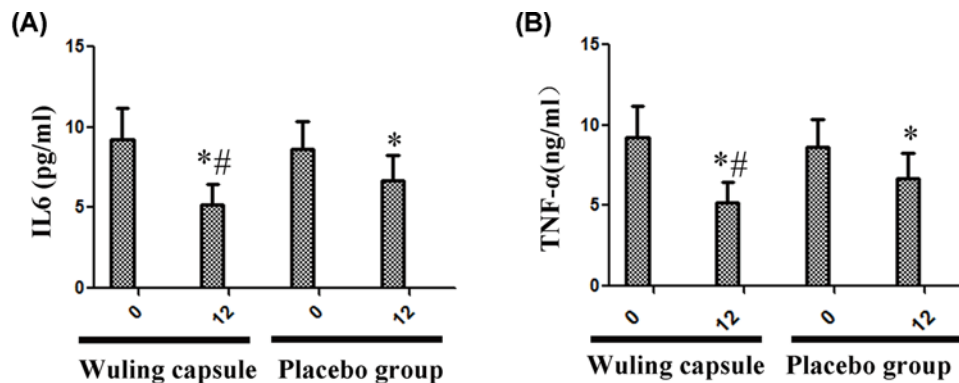 (A)
15
10
5
0
IL6 (pg/ml)
*#
*
0 12 0 12
Wuling capsule Placebo group
(B)
15
10
5
0
TNF-α(ng/ml)
*#
*
0 12 0 12
Wuling capsule Placebo group